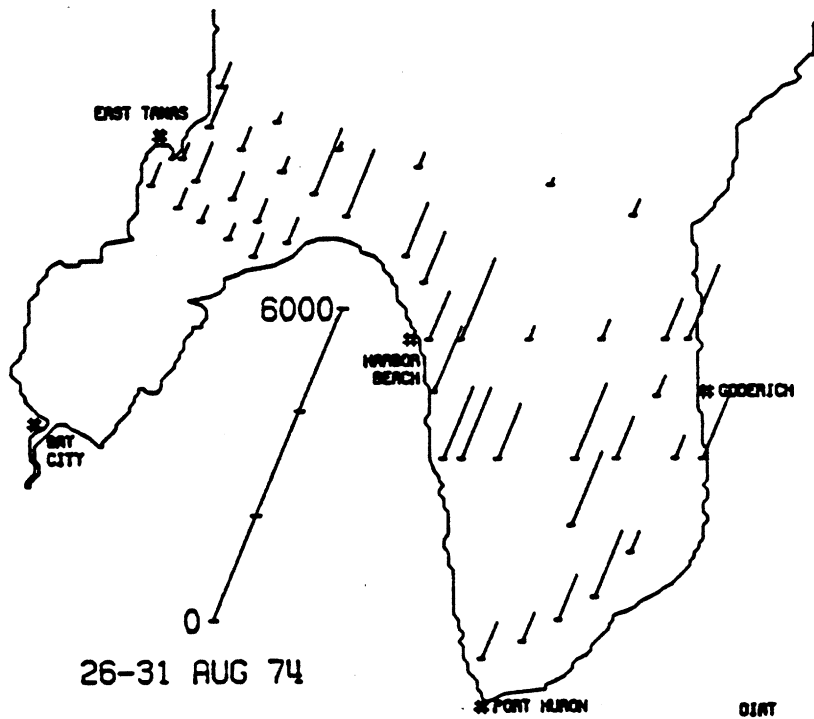 EAST TAWAS
6000
HARBOR
BEACH
GODERICH
BAY
CITY
0
26-31 AUG 74
PORT HURON
DIAT